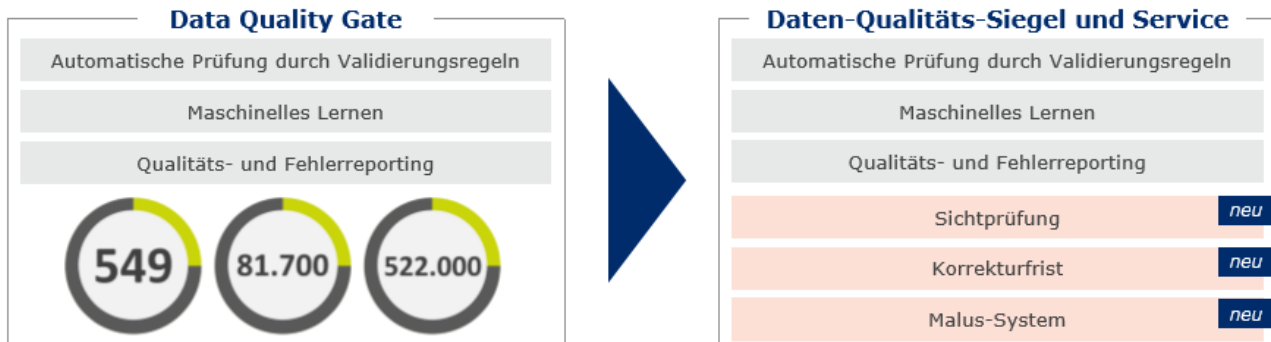 Data Quality Gate
Automatische Prüfung durch Validierungsregeln
Maschinelles Lernen
Qualitäts- und Fehlerreporting
549
81.700
522.000
Daten-Qualitäts-Siegel und Service
Automatische Prüfung durch Validierungsregeln
Maschinelles Lernen
Qualitäts- und Fehlerreporting
Sichtprüfung
neu
Korrekturfrist
neu
Malus-System
neu